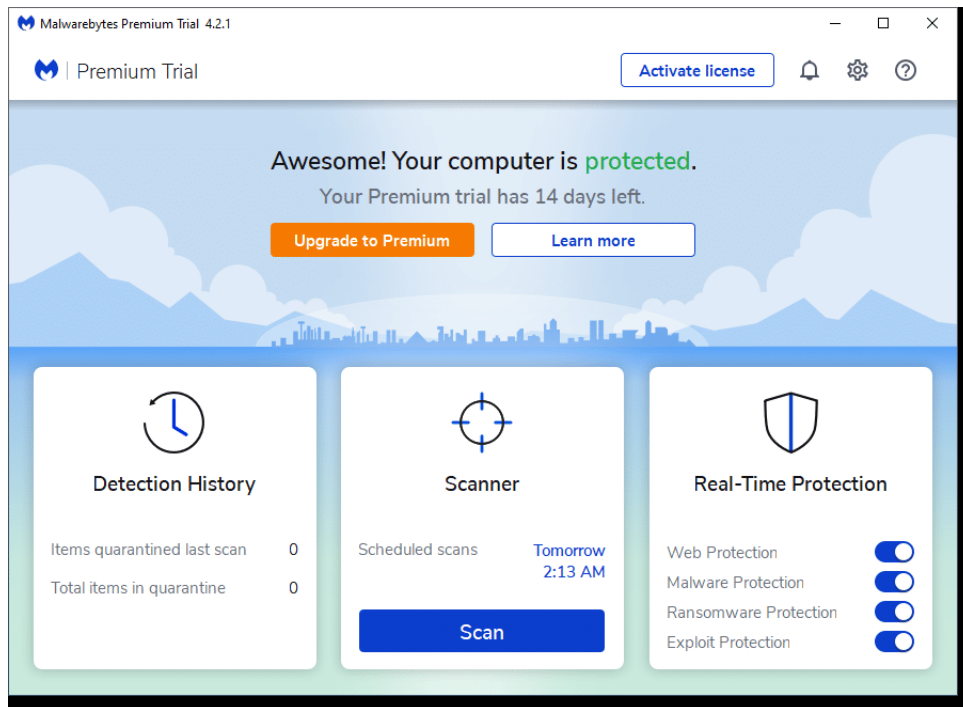 Malwarebytes Premium Trial 4.2.1
Premium Trial
Activate license
Awesome! Your computer is protected.
Your Premium trial has 14 days left.
Upgrade to Premium
Learn more
Detection History
Items quarantined last scan 0
Total items in quarantine 0
Scanner
Scheduled scans Tomorrow
2:13 AM
Scan
Real-Time Protection
Web Protection
Malware Protection
Ransomware Protection
Exploit Protection